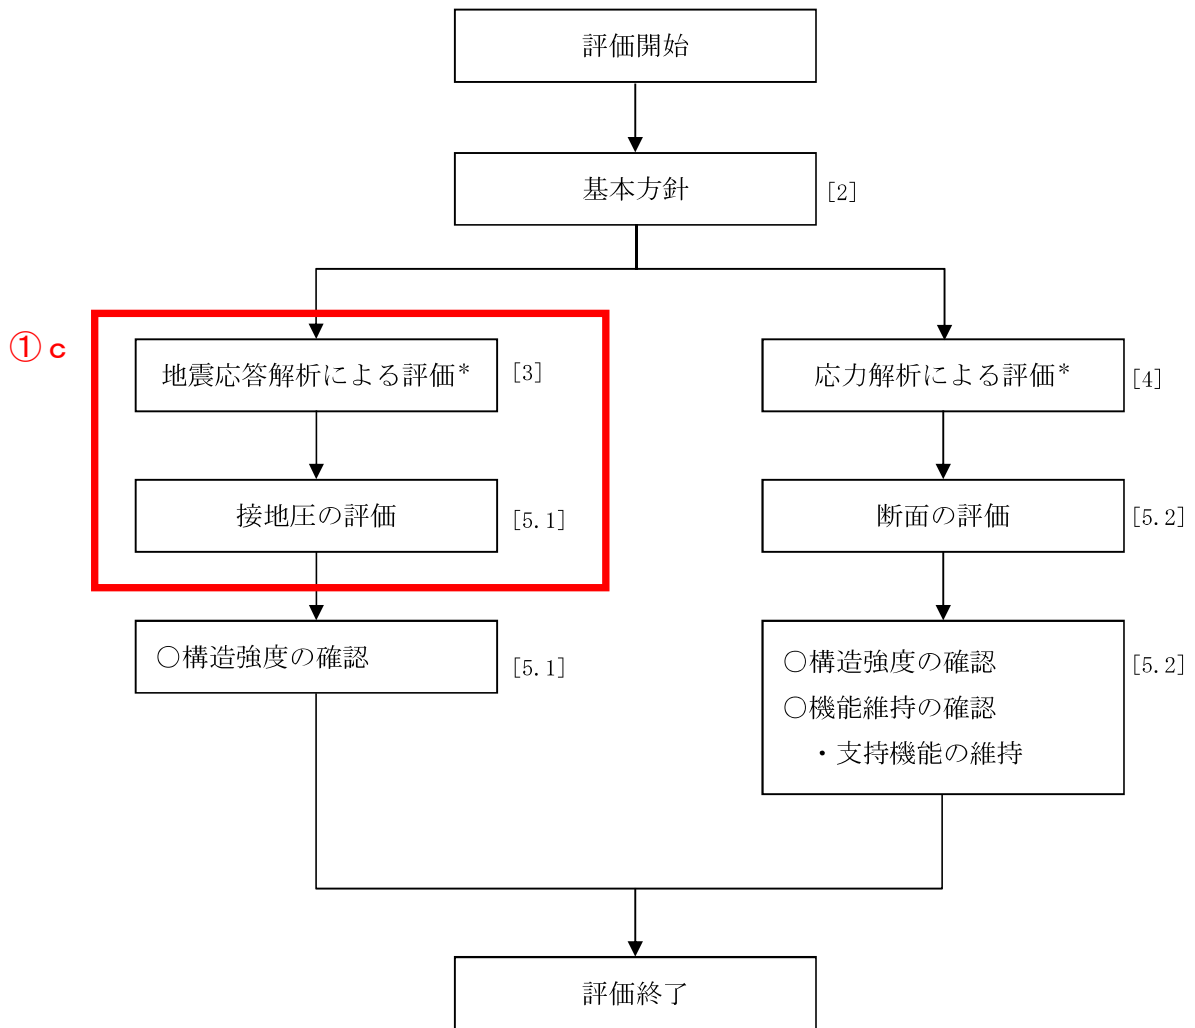 評価開始
基本方針
[2]
①c
地震応答解析による評価*
[3]
接地圧の評価
[5.1]
○構造強度の確認
[5.1]
応力解析による評価*
[4]
断面の評価
[5.2]
○構造強度の確認
○機能維持の確認
・支持機能の維持
[5.2]
評価終了